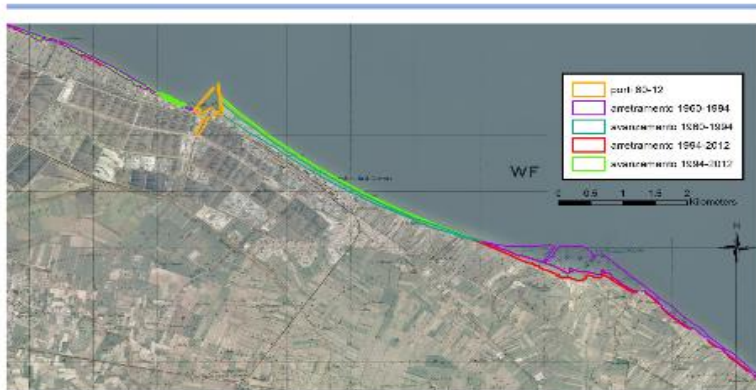 porti 60-12
arretramento 1960-1994
avanzamento 1960-1994
arretramento 1994-2012
avanzamento 1994-2012
WF
0 0.5 1 1.5 2
Kilometers
N